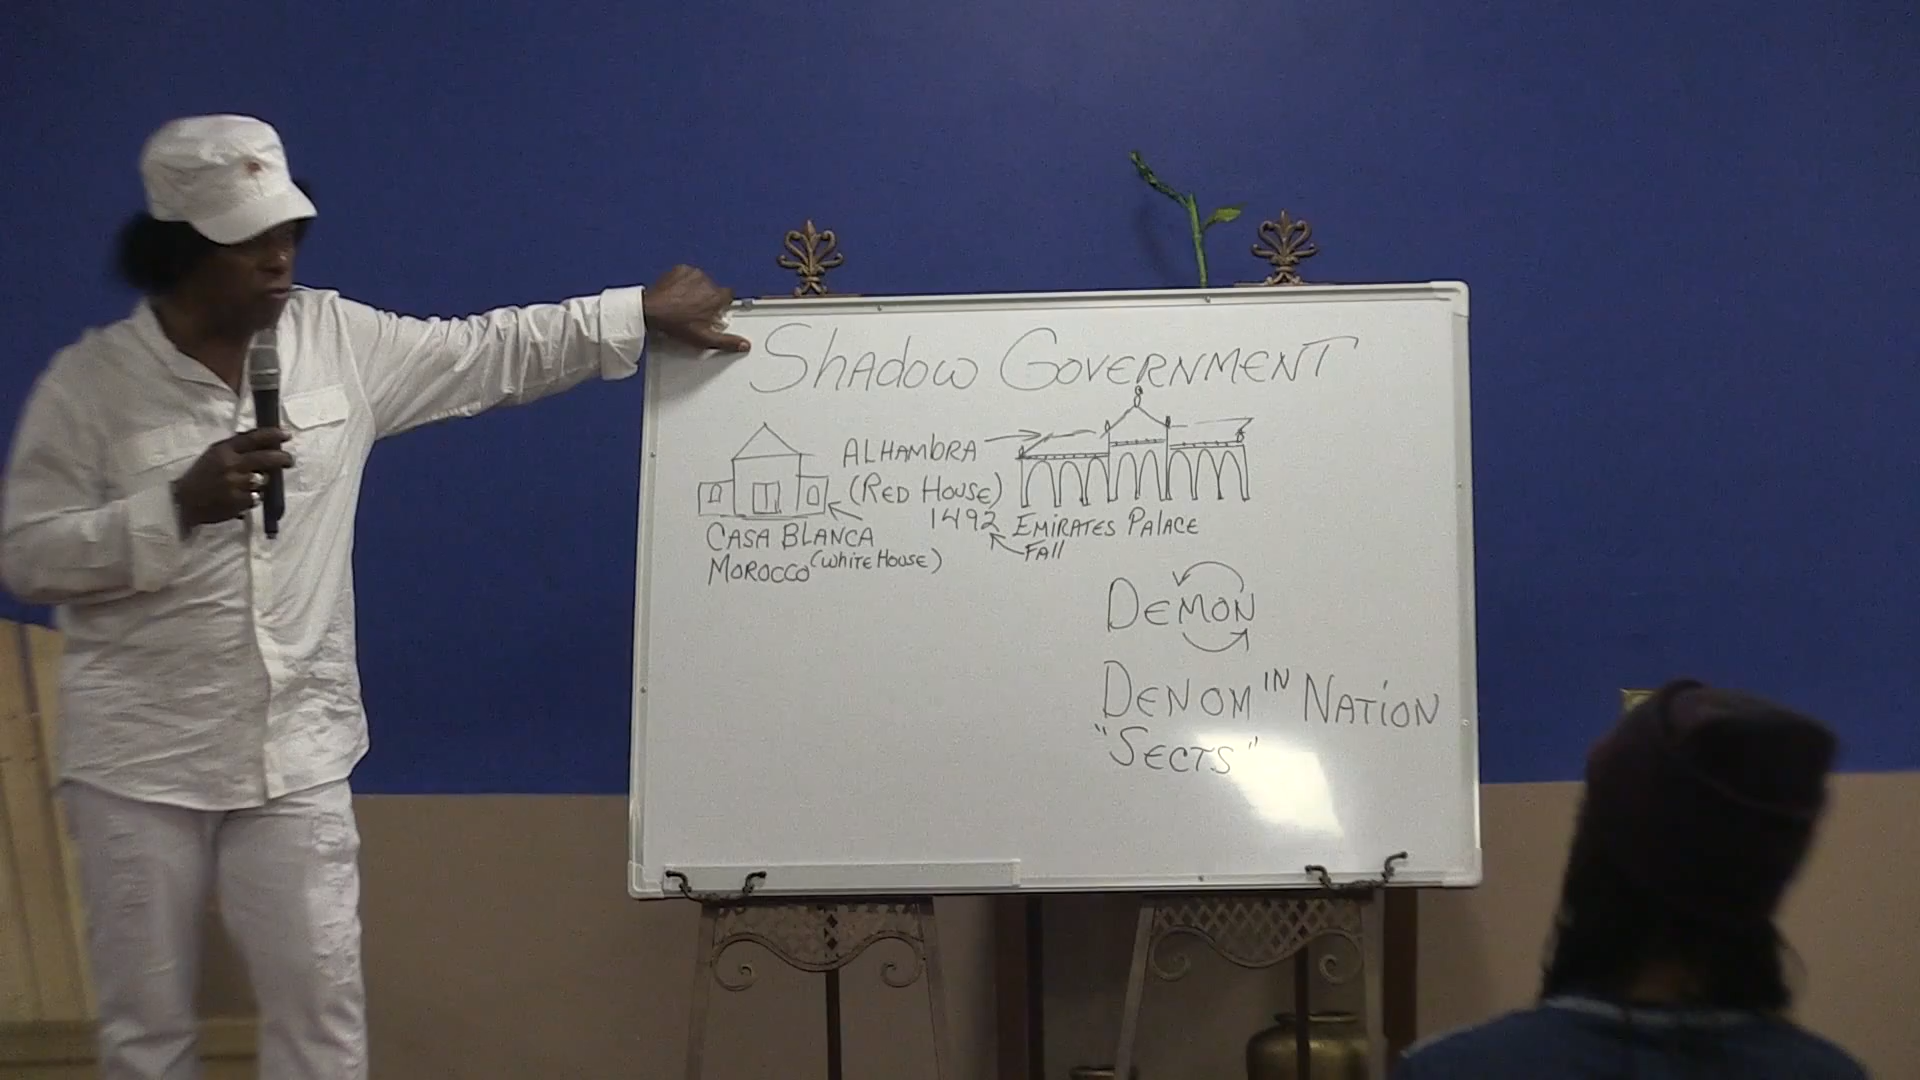 Shadow Government
Alhambra
(Red House)
1492 Emirates Palace
Fall
Casa Blanca
Morocco (White House)
Demon
Denom in Nation
"Sects"